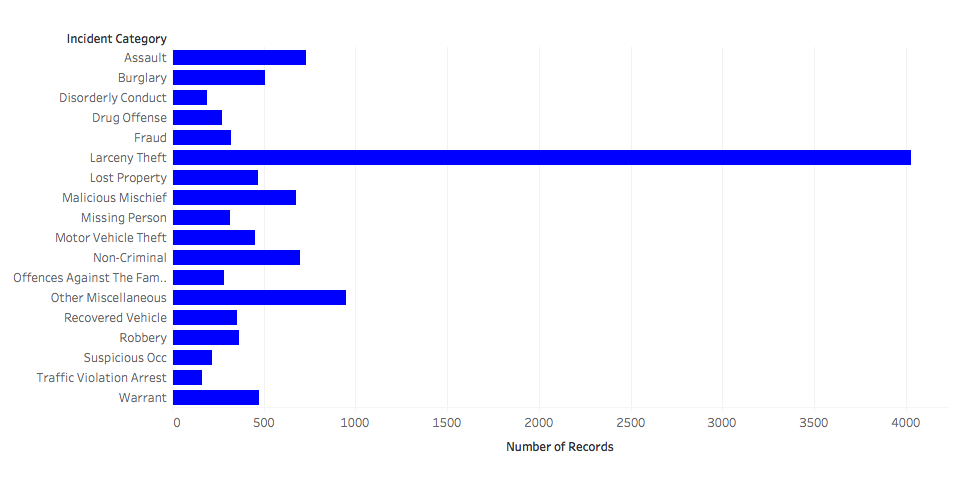 Incident Category
Assault
Burglary
Disorderly Conduct
Drug Offense
Fraud
Larceny Theft
Lost Property
Malicious Mischief
Missing Person
Motor Vehicle Theft
Non-Criminal
Offences Against The Fam..
Other Miscellaneous
Recovered Vehicle
Robbery
Suspicious Occ
Traffic Violation Arrest
Warrant
0 500 1000 1500 2000 2500 3000 3500 4000
Number of Records